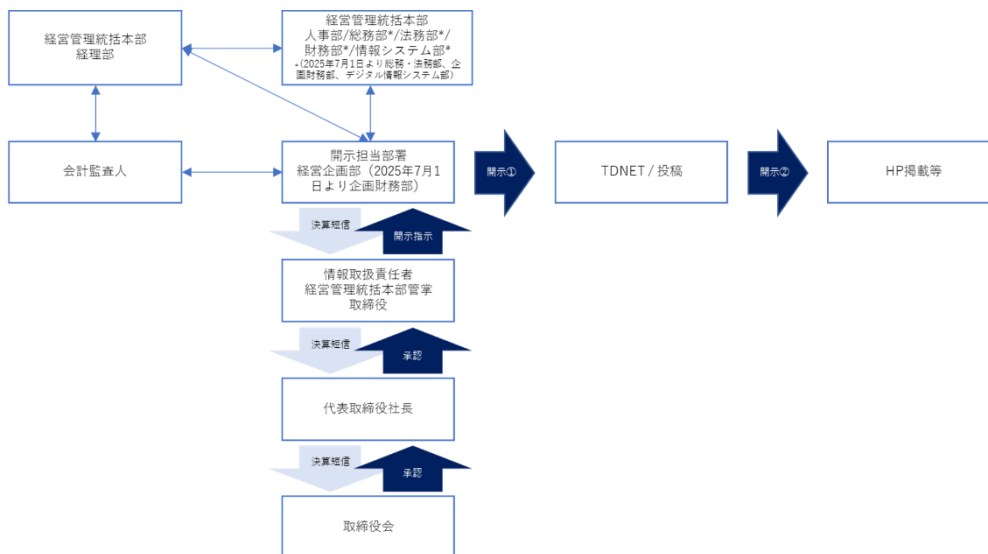 経営管理統括本部
経理部
経営管理統括本部
人事部/総務部*/法務部*/
財務部*/情報システム部*
*(2025年7月1日より総務・法務部、企
画財務部、デジタル情報システム部)
会計監査人
開示担当部署
経営企画部（2025年7月1
日より企画財務部）
開示①
TDNET / 投稿
開示②
HP掲載等
決算短信
開示指示
情報取扱責任者
経営管理統括本部管掌
取締役
決算短信
承認
代表取締役社長
決算短信
承認
取締役会